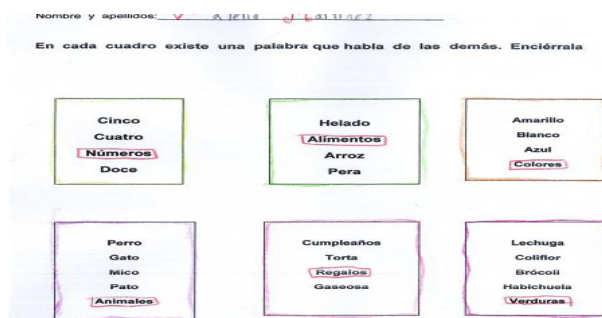 Nombre y apellidos:
En cada cuadro existe una palabra que habla de las demás. Enciérrala
Cinco
Cuatro
Números
Doce
Helado
Alimentos
Arroz
Pera
Amarillo
Blanco
Azul
Colores
Perro
Gato
Mico
Pato
Animales
Cumpleaños
Torta
Regalos
Gaseosa
Lechuga
Coliflor
Brócoli
Habichuela
Verduras